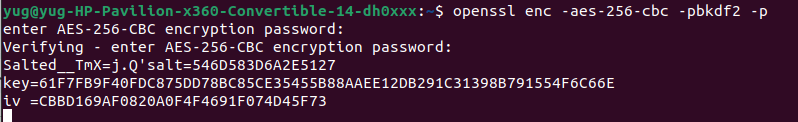 yug@yug-HP-Pavilion-x360-Convertible-14-dh0xxx:~$ openssl enc -aes-256-cbc -pbkdf2 -p
enter AES-256-CBC encryption password:
Verifying - enter AES-256-CBC encryption password:
Salted__TmX=j.Q'salt=546D583D6A2E5127
key=61F7FB9F40FDC875DD78BC85CE35455B88AAEE12DB291C31398B791554F6C66E
iv =CBBD169AF0820A0F4F4691F074D45F73